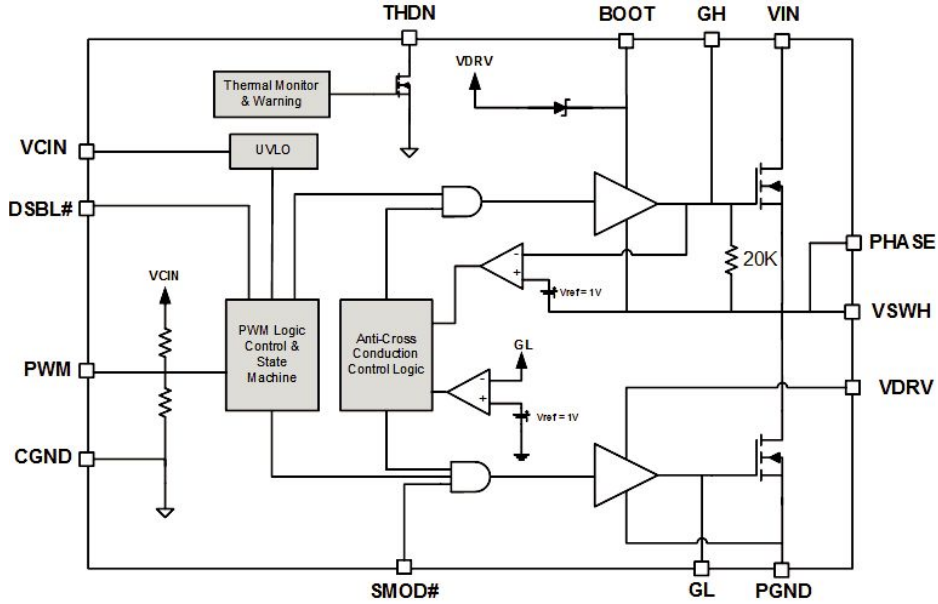 THDN
BOOT
GH
VIN
VDRV
Thermal Monitor
& Warning
VCIN
UVLO
DSBL#
PHASE
20K
VCIN
Vref = 1V
VSWH
PWM Logic
Control &
State
Machine
Anti-Cross
Conduction
Control Logic
GL
PWM
VDRV
Vref = 1V
CGND
SMOD#
GL
PGND
-
+
-
+